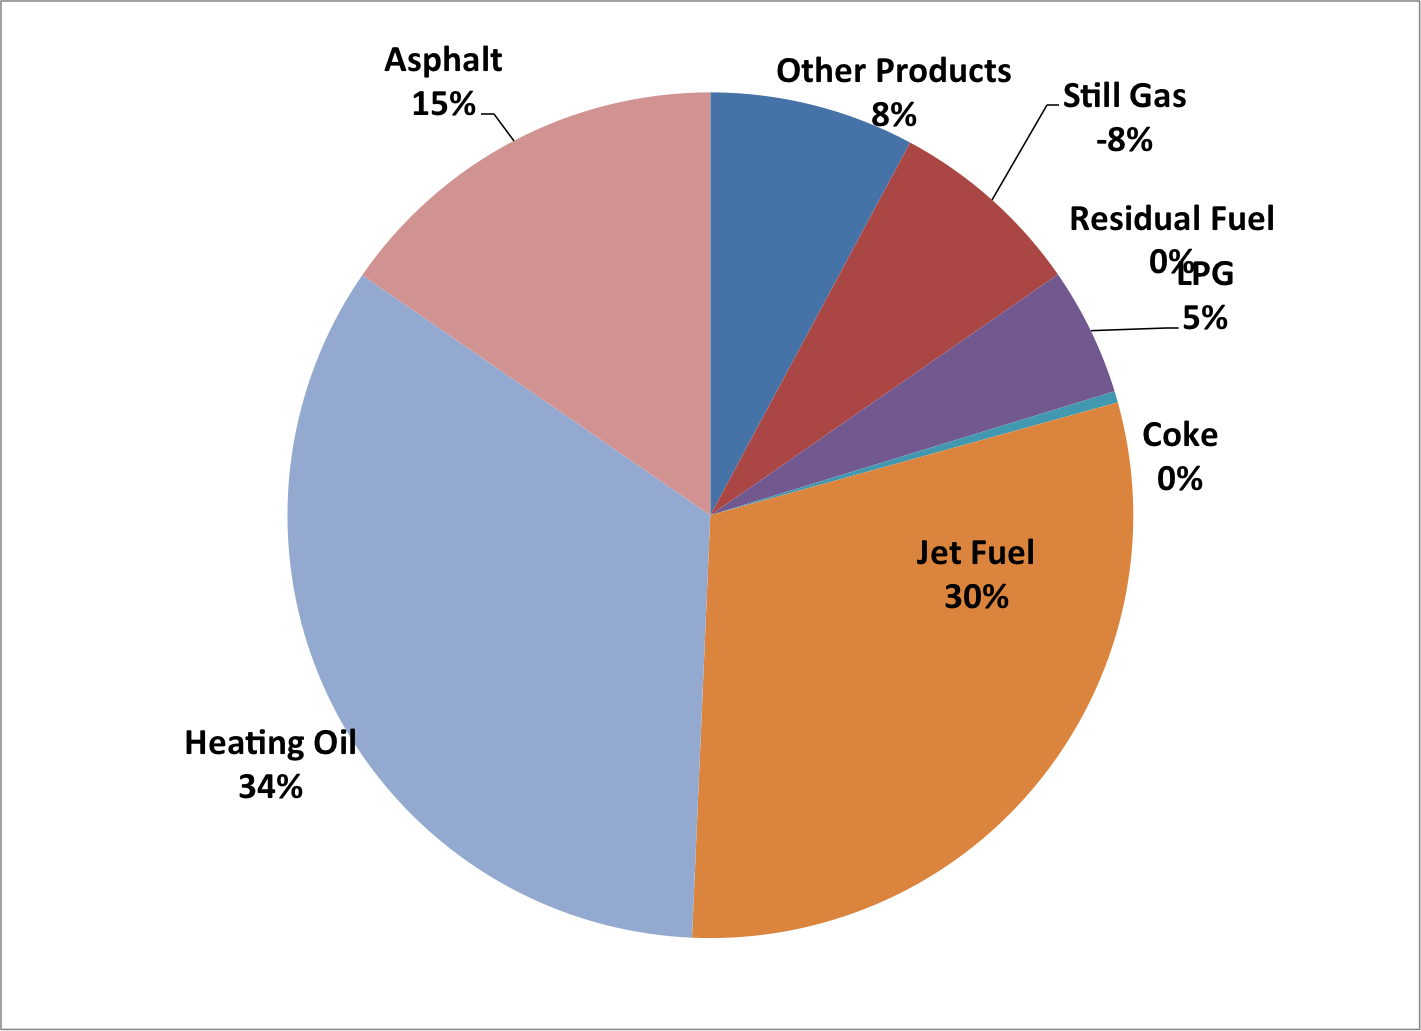 Asphalt
15%
Other Products
8%
Still Gas
-8%
Residual Fuel
0%
LPG
5%
Coke
0%
Jet Fuel
30%
Heating Oil
34%